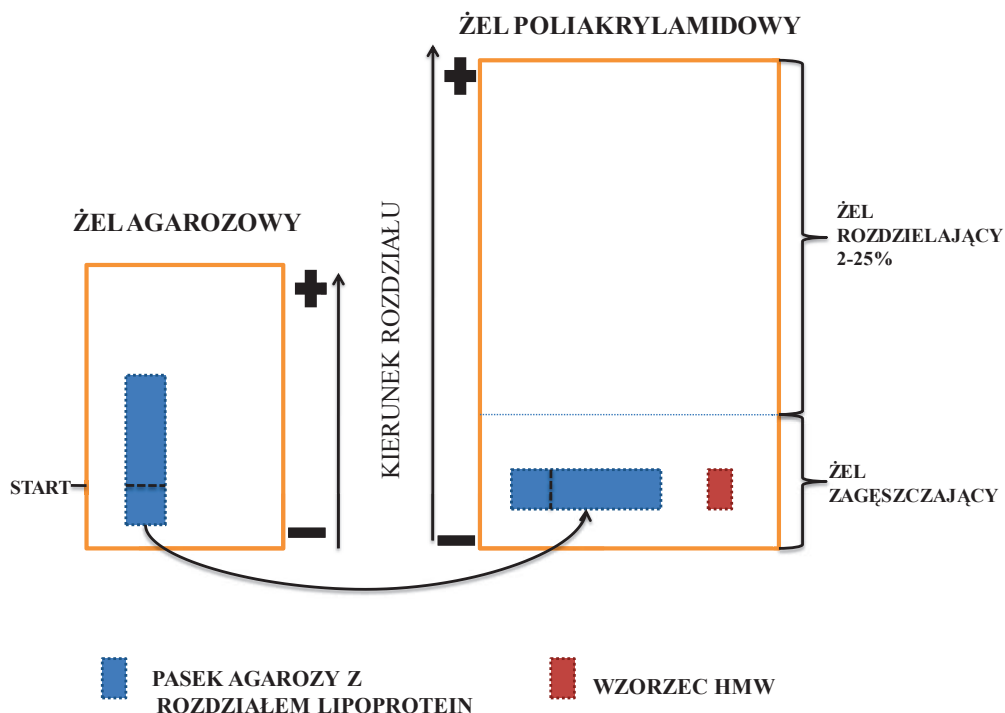 ŻEL POLIAKRYLAMIDOWY
+
ŻEL AGAROZOWY
+
KIERUNEK ROZDZIAŁU
ŻEL
ROZDZIELAJĄCY
2-25%
START
−
−
ŻEL
ZAGĘSZCZAJĄCY
PASEK AGAROZY Z
ROZDZIAŁEM LIPOPROTEIN
WZORZEC HMW